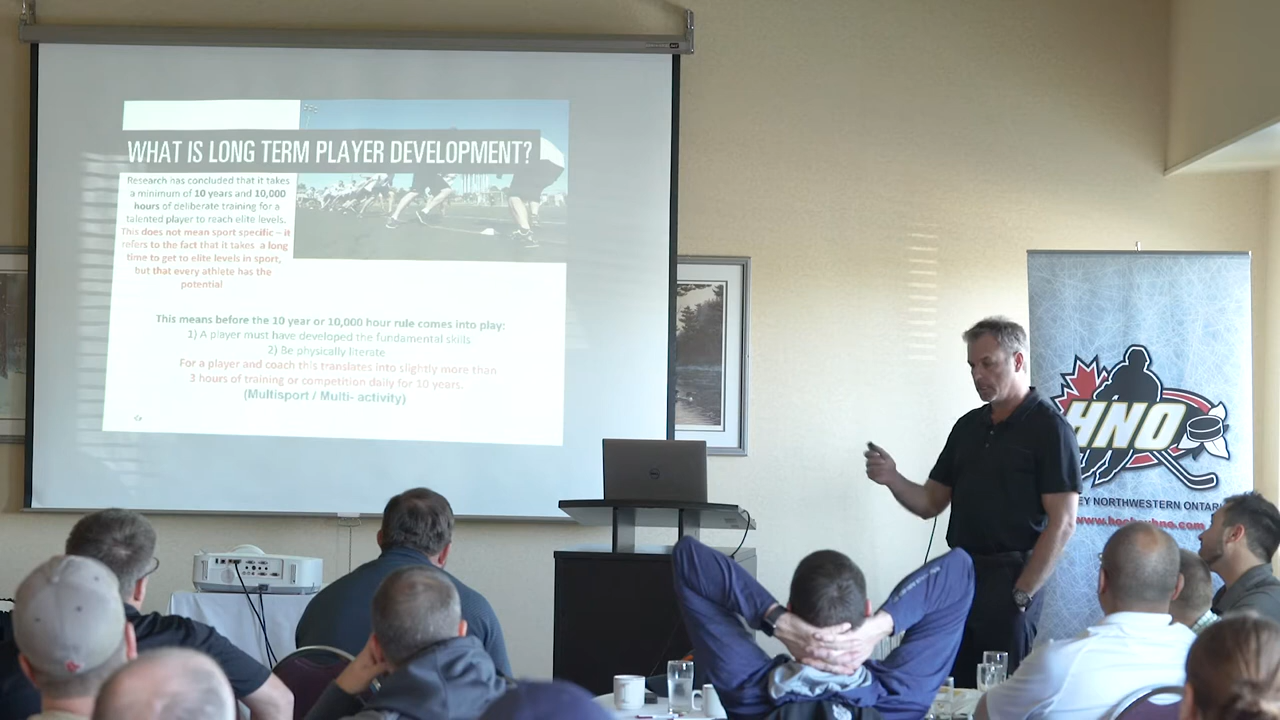 WHAT IS LONG TERM PLAYER DEVELOPMENT?
Research has concluded that it takes
a minimum of 10 years and 10,000
hours of deliberate training for a
talented player to reach elite levels.
This does not mean sport specific – it
refers to the fact that it takes a long
time to get to elite levels in sport,
but that every athlete has the
potential
This means before the 10 year or 10,000 hour rule comes into play:
1) A player must have developed the fundamental skills
2) Be physically literate
For a player and coach this translates into slightly more than
3 hours of training or competition daily for 10 years.
(Multisport / Multi- activity)
DELL
HNO
EY NORTHWESTERN ONTAR
www.hockeyhno.com